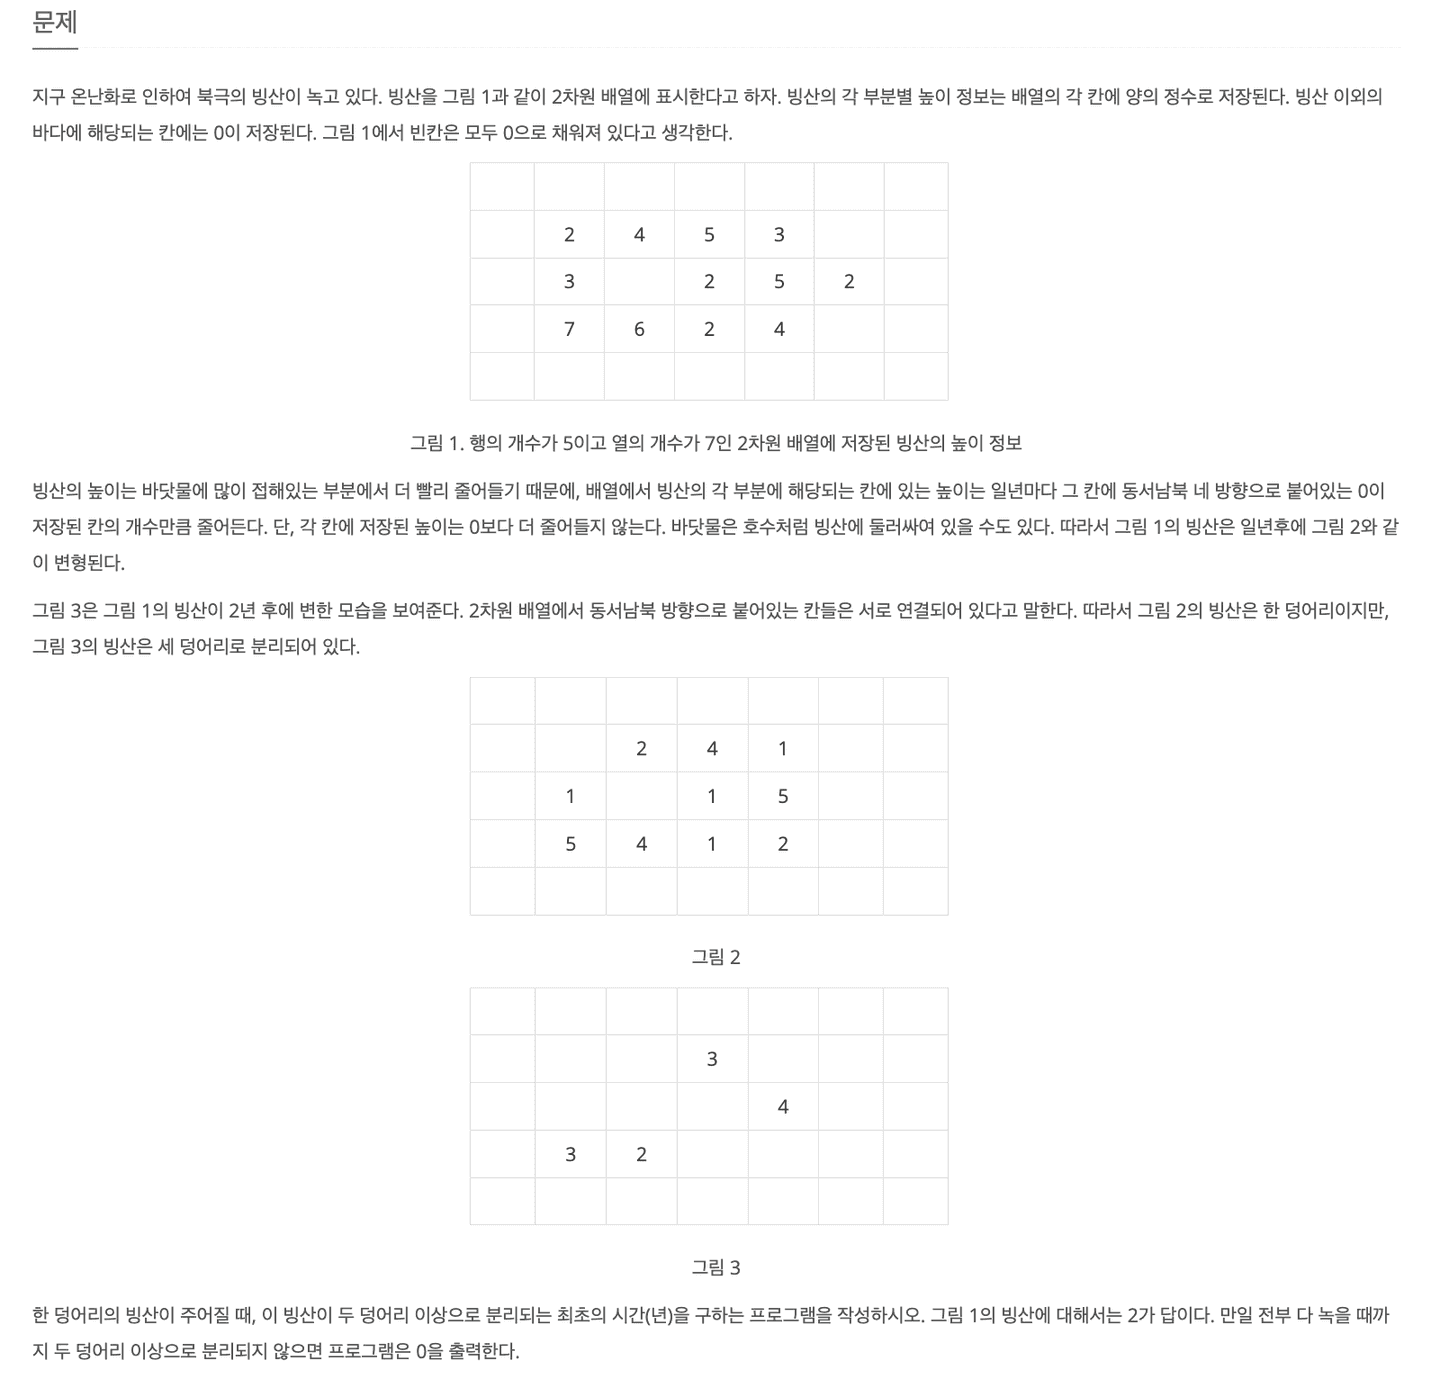 문제
지구 온난화로 인하여 북극의 빙산이 녹고 있다. 빙산을 그림 1과 같이 2차원 배열에 표시한다고 하자. 빙산의 각 부분별 높이 정보는 배열의 각 칸에 양의 정수로 저장된다. 빙산 이외의
바다에 해당되는 칸에는 0이 저장된다. 그림 1에서 빈칸은 모두 0으로 채워져 있다고 생각한다.
2 4 5 3
3 2 5 2
7 6 2 4
그림 1. 행의 개수가 5이고 열의 개수가 7인 2차원 배열에 저장된 빙산의 높이 정보
빙산의 높이는 바닷물에 많이 접해있는 부분에서 더 빨리 줄어들기 때문에, 배열에서 빙산의 각 부분에 해당되는 칸에 있는 높이는 일년마다 그 칸에 동서남북 네 방향으로 붙어있는 0이
저장된 칸의 개수만큼 줄어든다. 단, 각 칸에 저장된 높이는 0보다 더 줄어들지 않는다. 바닷물은 호수처럼 빙산에 둘러싸여 있을 수도 있다. 따라서 그림 1의 빙산은 일년후에 그림 2와 같
이 변형된다.
그림 3은 그림 1의 빙산이 2년 후에 변한 모습을 보여준다. 2차원 배열에서 동서남북 방향으로 붙어있는 칸들은 서로 연결되어 있다고 말한다. 따라서 그림 2의 빙산은 한 덩어리이지만,
그림 3의 빙산은 세 덩어리로 분리되어 있다.
2 4 1
1 1 5
5 4 1 2
그림 2
3
4
3 2
그림 3
한 덩어리의 빙산이 주어질 때, 이 빙산이 두 덩어리 이상으로 분리되는 최초의 시간(년)을 구하는 프로그램을 작성하시오. 그림 1의 빙산에 대해서는 2가 답이다. 만일 전부 다 녹을 때까
지 두 덩어리 이상으로 분리되지 않으면 프로그램은 0을 출력한다.